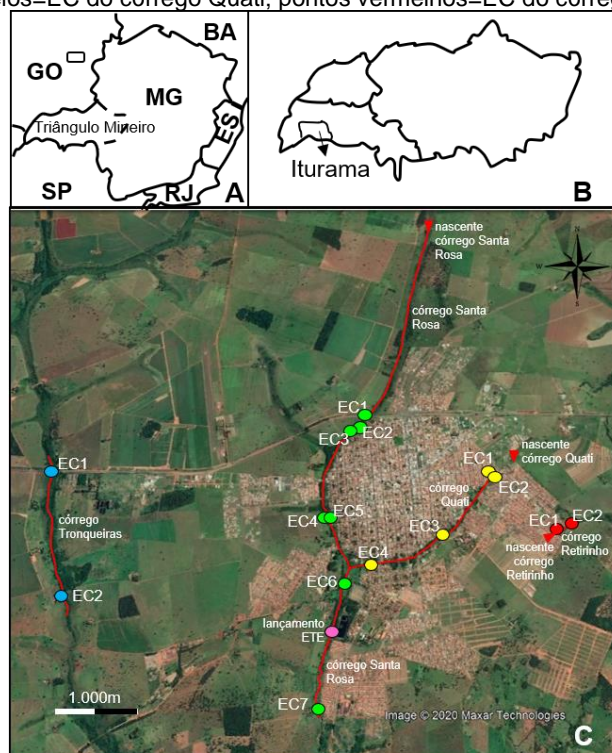 elos=EC do córrego Quati; pontos vermelhos=EC do córreg
BA
GO
MG
Triângulo Mineiro
ES
SP
RJ
A
Iturama
B
nascente
córrego Santa
Rosa
N
W
E
S
córrego Santa
Rosa
EC1
EC2
EC3
EC1
nascente
córrego Quati
EC1
EC2
córrego
Quati
córrego
Tronqueiras
EC4
EC5
EC3
EC1
EC2
córrego
Retirinho
nascente
córrego
Retirinho
EC4
EC2
EC6
lançamento
ETE
córrego Santa
Rosa
1.000m
EC7
Image © 2020 Maxar Technologies
C